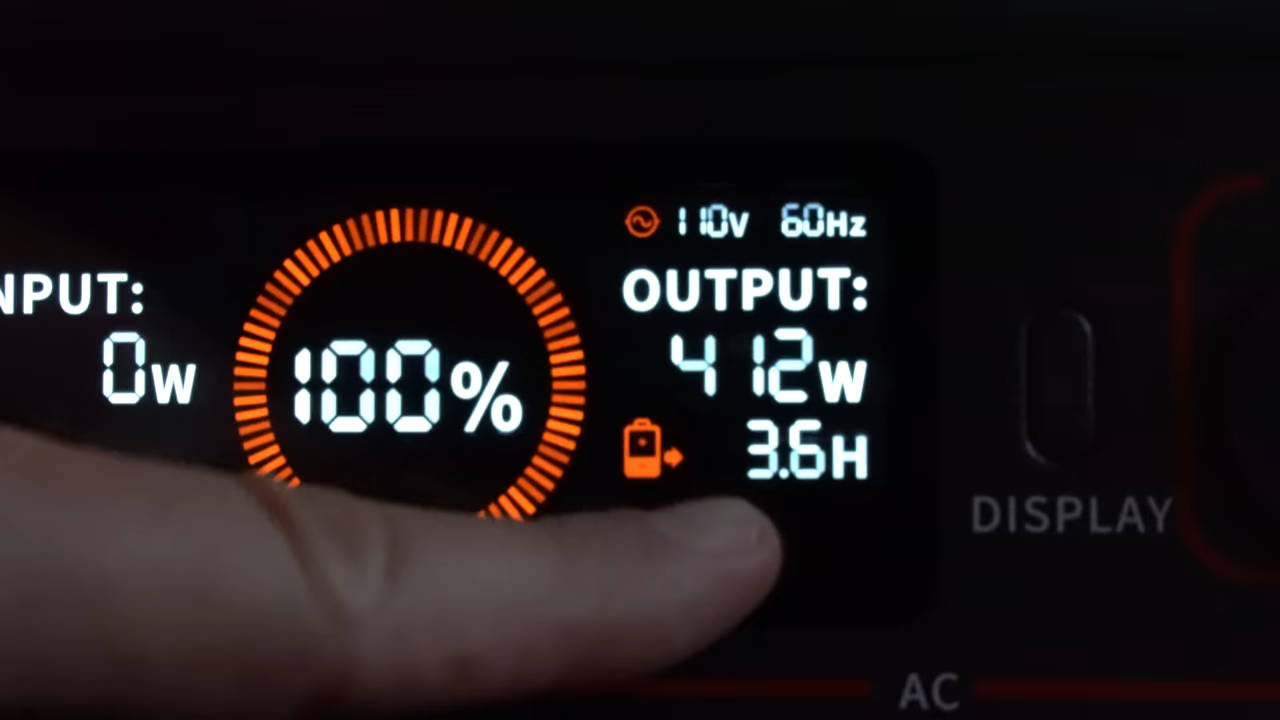 110V 60Hz
NPUT:
0W
100%
OUTPUT:
412W
3.6H
DISPLAY
AC